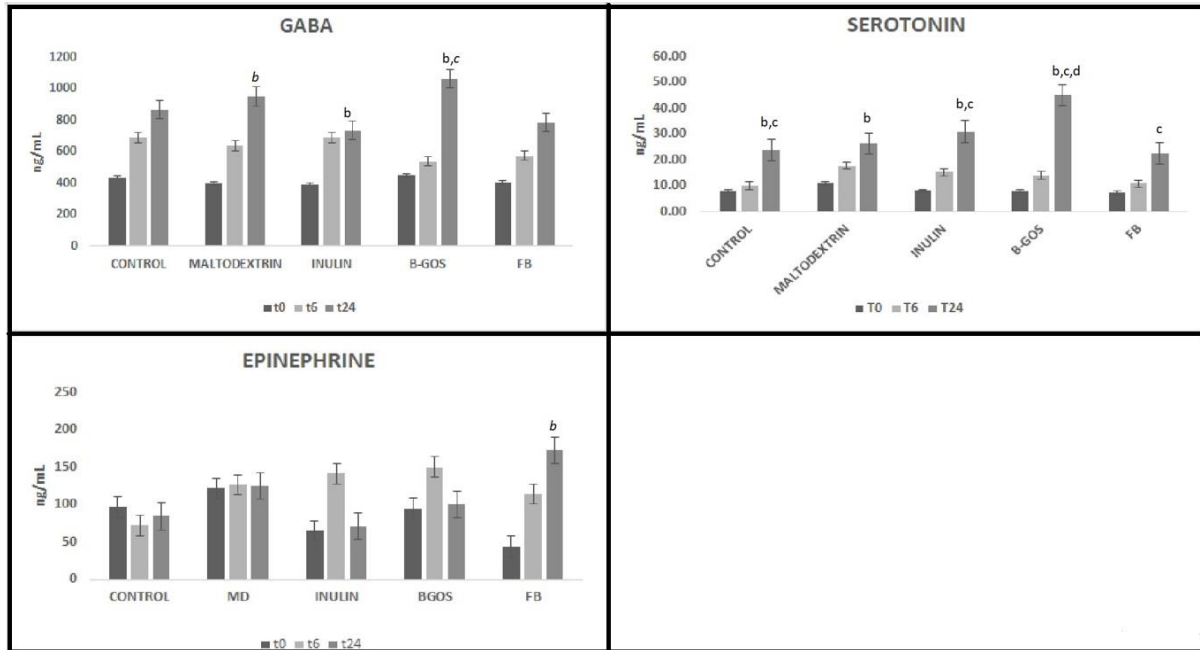 GABA
1200
1000
800
600
400
200
0
ng/mL
b
b
b,c
CONTROL MALTODEXTRIN INULIN B-GOS FB
t0 t6 t24
SEROTONIN
60.00
50.00
40.00
30.00
20.00
10.00
0.00
ng/mL
b,c
b
b,c
b,c,d
c
CONTROL
MALTODEXTRIN
INULIN
B-GOS
FB
T0 T6 T24
EPINEPHRINE
250
200
150
100
50
0
ng/mL
b
CONTROL MD INULIN BGOS FB
t0 t6 t24